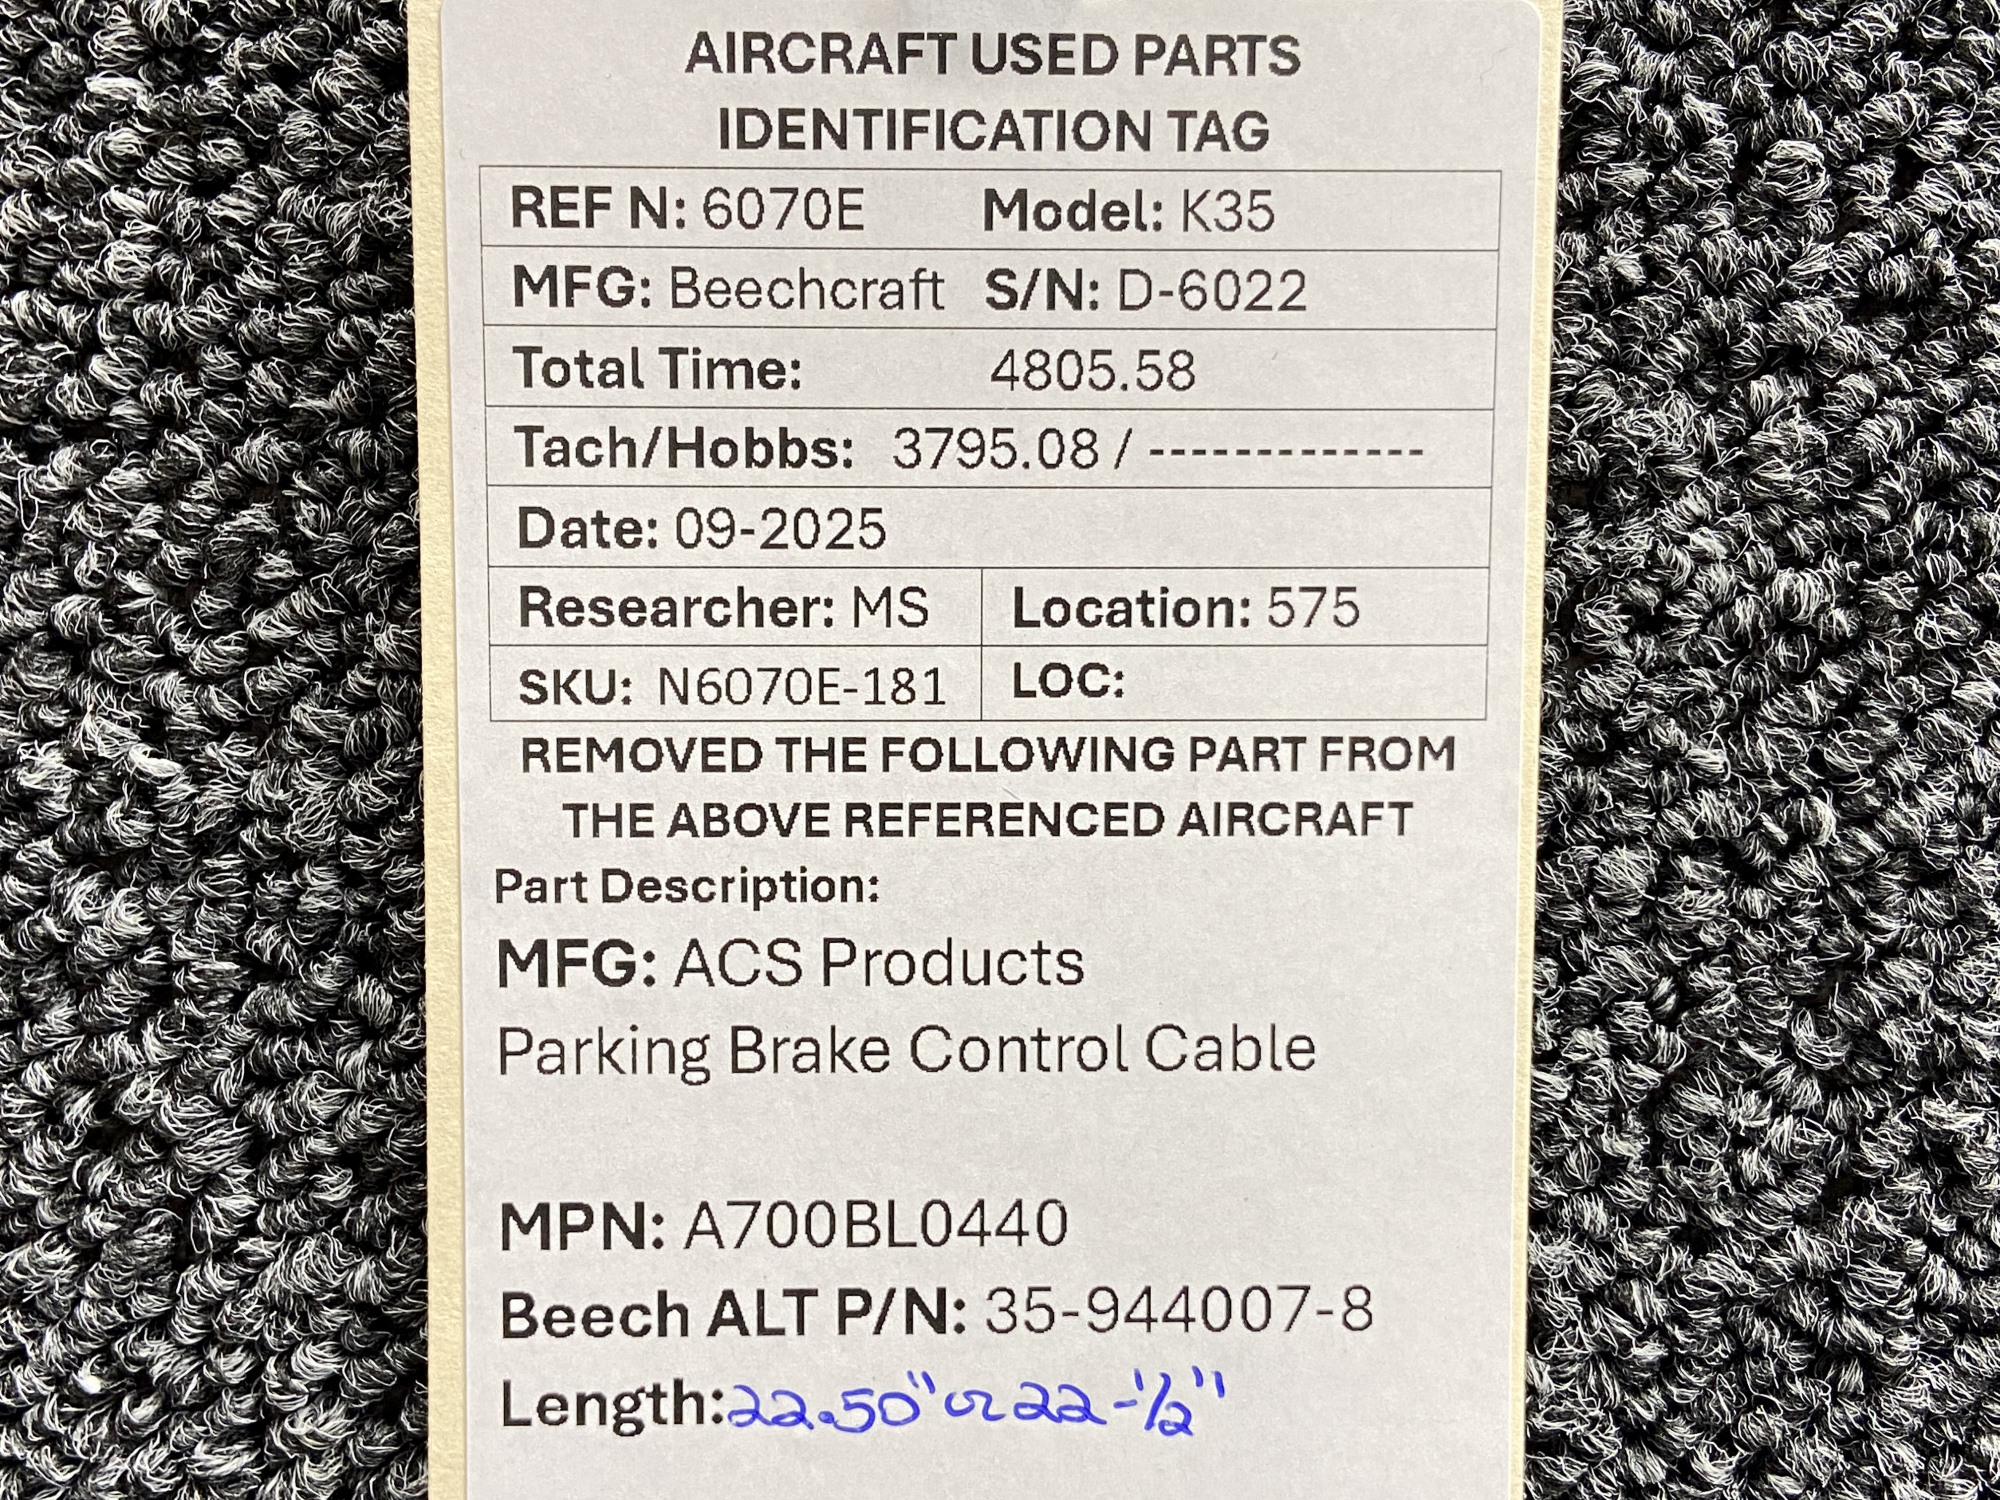 AIRCRAFT USED PARTS
IDENTIFICATION TAG
REF N: 6070E Model: K35
MFG: Beechcraft S/N: D-6022
Total Time: 4805.58
Tach/Hobbs: 3795.08 / -------------
Date: 09-2025
Researcher: MS Location: 575
SKU: N6070E-181 LOC:
REMOVED THE FOLLOWING PART FROM
THE ABOVE REFERENCED AIRCRAFT
Part Description:
MFG: ACS Products
Parking Brake Control Cable
MPN: A700BL0440
Beech ALT P/N: 35-944007-8
Length: 22.50" or 22-1/2"